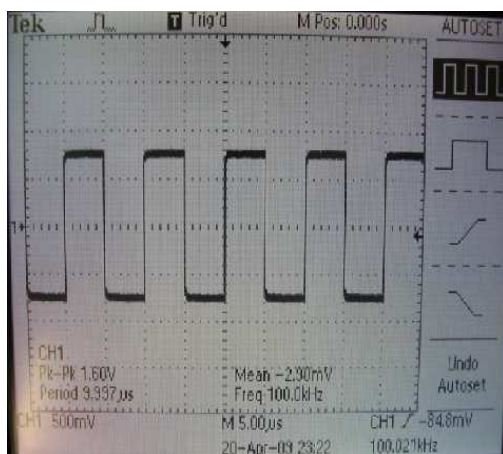 Tek T Trig'd M Pos: 0.000s AUTOSET
1
CH1
Pk-Pk 1.60V Mean -2.90mV
Period 9.997µs Freq 100.0kHz
Undo
Autoset
CH1 500mV M 5.00µs CH1 -84.8mV
20-Apr-09 23:22 100.021kHz